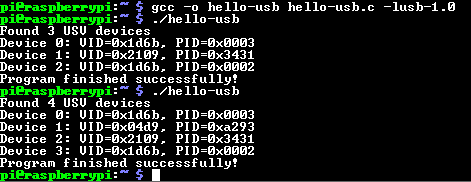 pi@raspberrypi:~ $ gcc -o hello-usb hello-usb.c -lusb-1.0
pi@raspberrypi:~ $ ./hello-usb
Found 3 USV devices
Device 0: VID=0x1d6b, PID=0x0003
Device 1: VID=0x2109, PID=0x3431
Device 2: VID=0x1d6b, PID=0x0002
Program finished successfully!
pi@raspberrypi:~ $ ./hello-usb
Found 4 USV devices
Device 0: VID=0x1d6b, PID=0x0003
Device 1: VID=0x04d9, PID=0xa293
Device 2: VID=0x2109, PID=0x3431
Device 3: VID=0x1d6b, PID=0x0002
Program finished successfully!
pi@raspberrypi:~ $